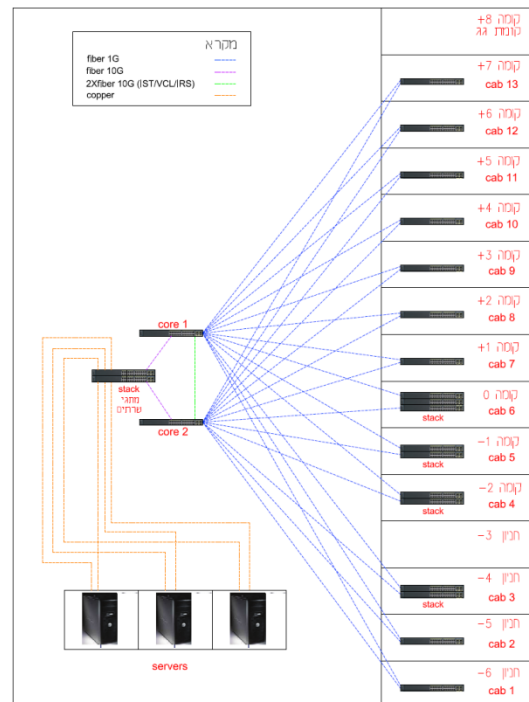 מקרא
fiber 1G
fiber 10G
2Xfiber 10G (IST/VCL/IRS)
copper
core 1
stack
מתגי
שרתים
core 2
servers
קומה 8+
קומת גג
קומה 7+
cab 13
קומה 6+
cab 12
קומה 5+
cab 11
קומה 4+
cab 10
קומה 3+
cab 9
קומה 2+
cab 8
קומה 1+
cab 7
קומה 0
cab 6
stack
קומה 1-
cab 5
stack
קומה 2-
cab 4
stack
חניון 3-
חניון 4-
cab 3
stack
חניון 5-
cab 2
חניון 6-
cab 1